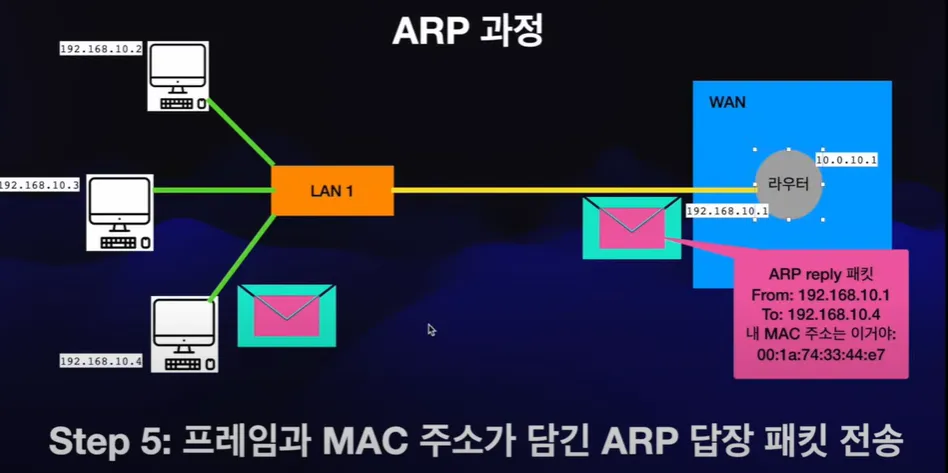 ARP 과정
192.168.10.2
WAN
10.0.10.1
라우터
192.168.10.3
LAN 1
192.168.10.1
ARP reply 패킷
From: 192.168.10.1
To: 192.168.10.4
내 MAC 주소는 이거야:
00:1a:74:33:44:e7
192.168.10.4
Step 5: 프레임과 MAC 주소가 담긴 ARP 답장 패킷 전송